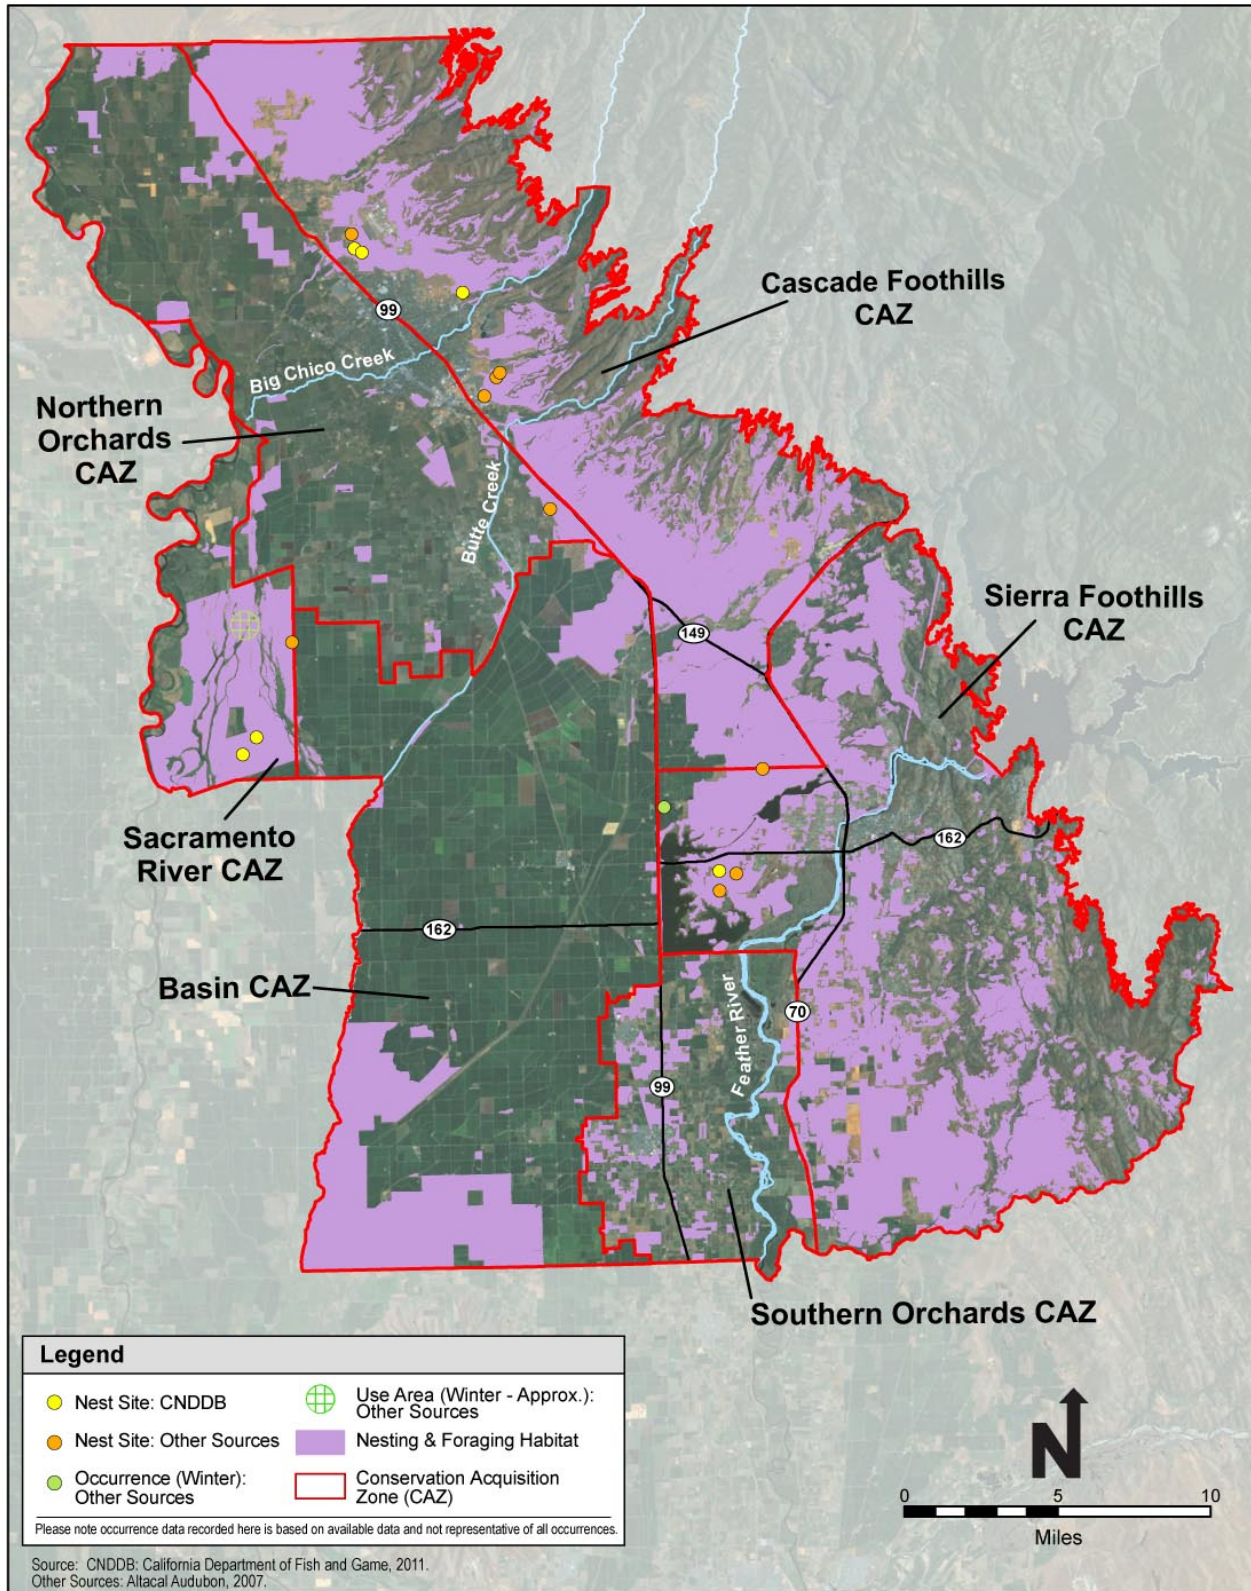 Cascade Foothills
CAZ
99
Big Chico Creek
Northern
Orchards
CAZ
Butte Creek
Sierra Foothills
CAZ
149
Sacramento
River CAZ
162
162
Basin CAZ
Feather River
70
99
Southern Orchards CAZ
Legend
Nest Site: CNDDB
Use Area (Winter - Approx.):
Other Sources
Nest Site: Other Sources
Nesting & Foraging Habitat
Occurrence (Winter):
Other Sources
Conservation Acquisition
Zone (CAZ)
Please note occurrence data recorded here is based on available data and not representative of all occurrences.
N
0 5 10
Miles
Source: CNDDB: California Department of Fish and Game, 2011.
Other Sources: Altacal Audubon, 2007.